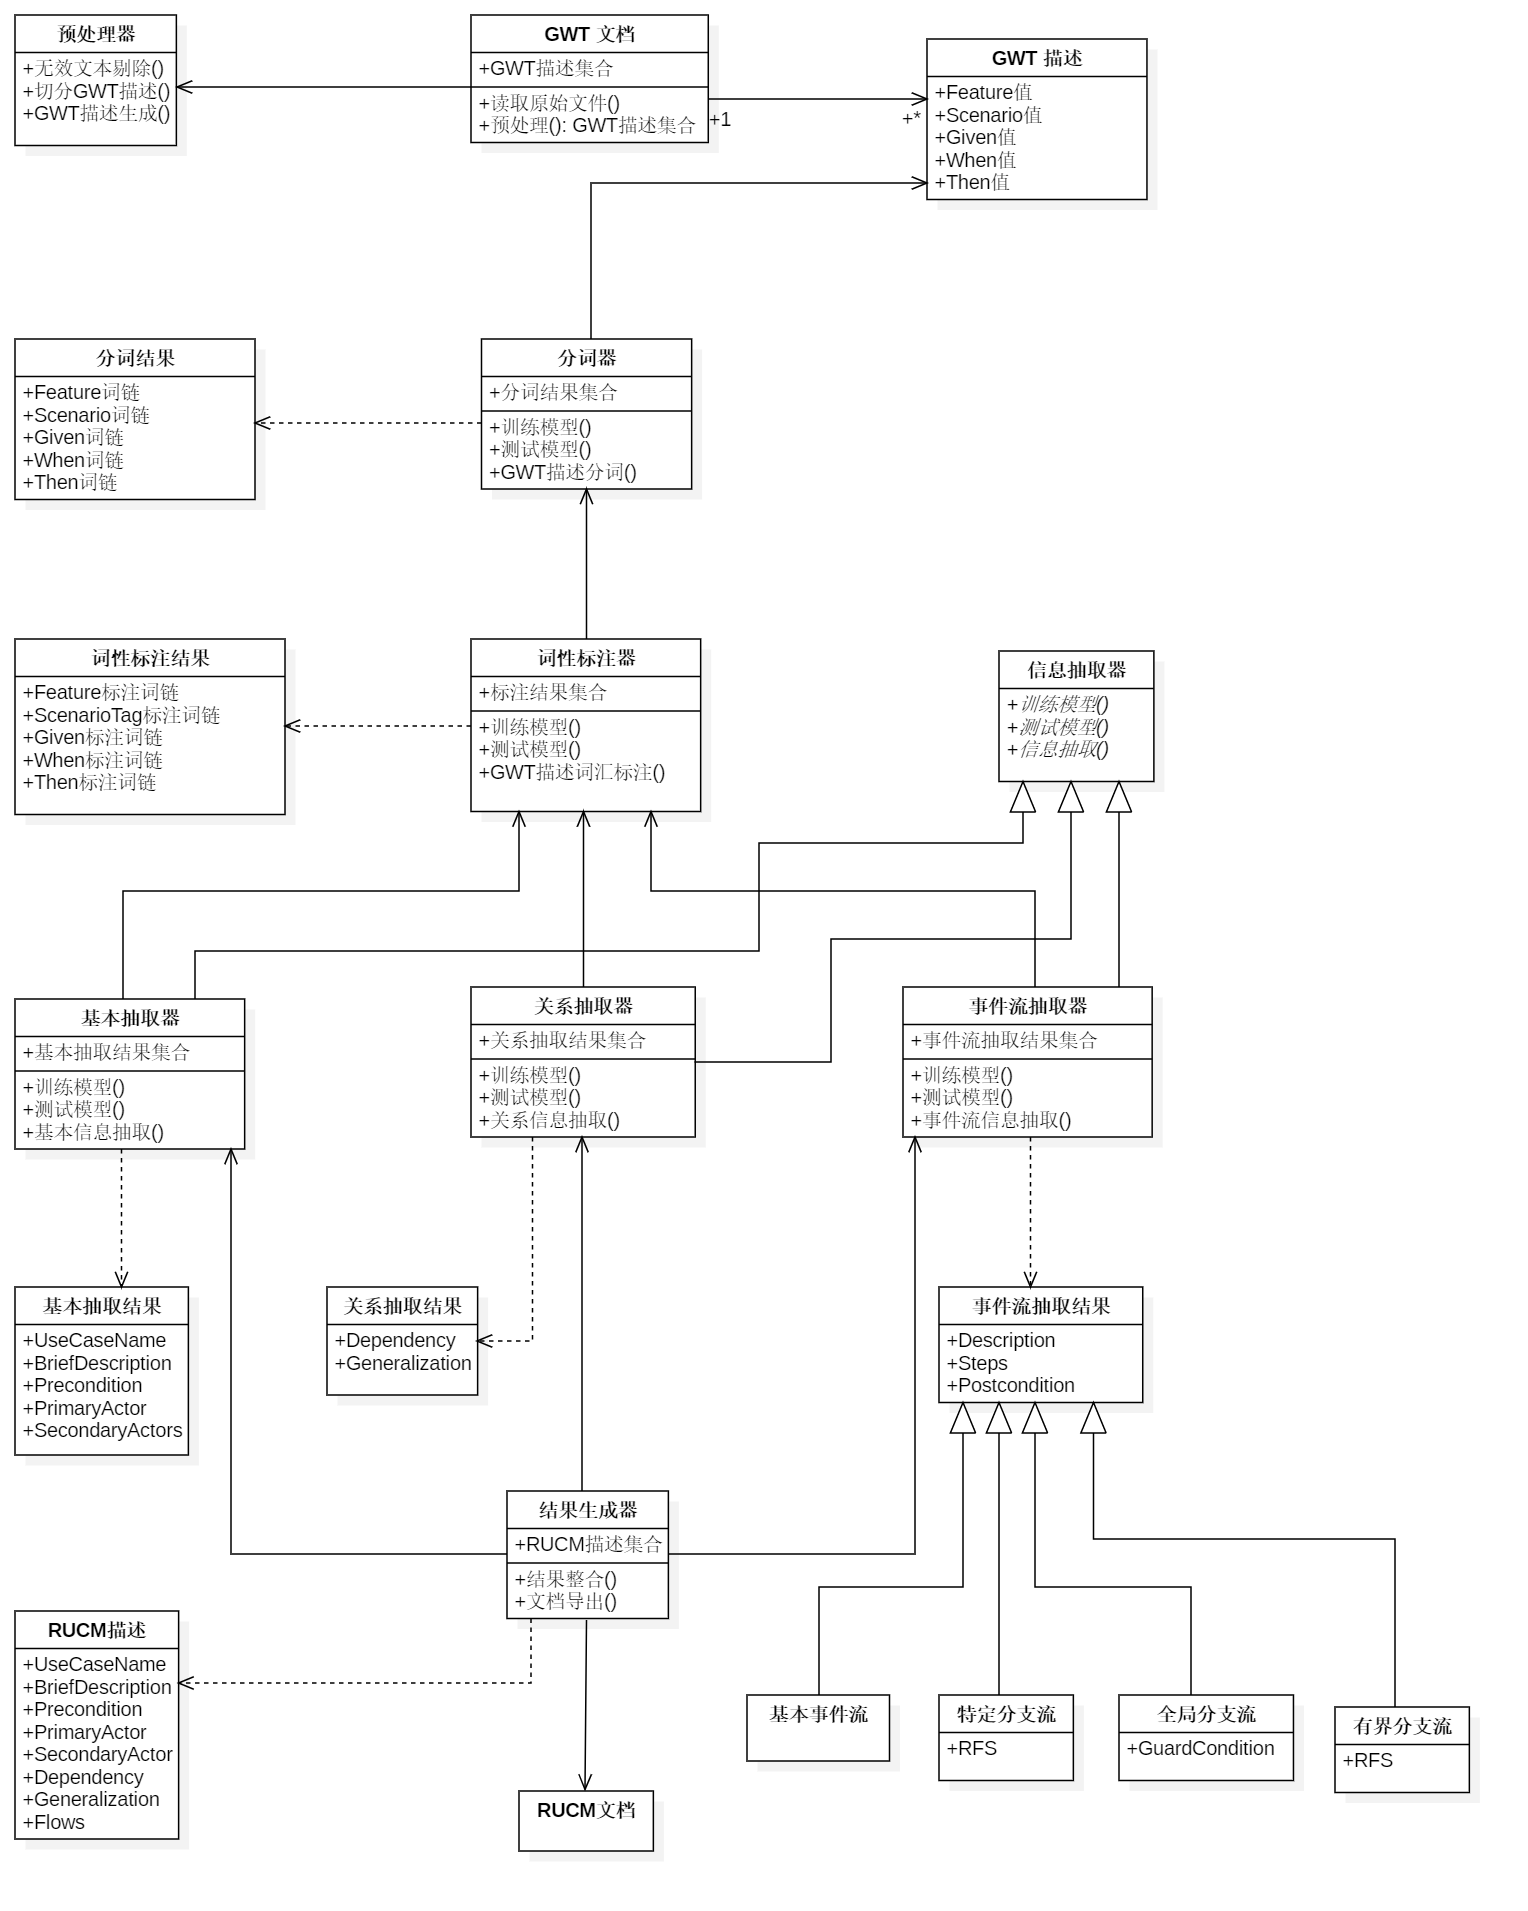 预处理器
+无效文本剔除()
+切分GWT描述()
+GWT描述生成()
GWT 文档
+GWT描述集合
+读取原始文件()
+预处理(): GWT描述集合
+1
+*
GWT 描述
+Feature值
+Scenario值
+Given值
+When值
+Then值
分词结果
+Feature词链
+Scenario词链
+Given词链
+When词链
+Then词链
分词器
+分词结果集合
+训练模型()
+测试模型()
+GWT描述分词()
词性标注结果
+Feature标注词链
+ScenarioTag标注词链
+Given标注词链
+When标注词链
+Then标注词链
词性标注器
+标注结果集合
+训练模型()
+测试模型()
+GWT描述词汇标注()
信息抽取器
+训练模型()
+测试模型()
+信息抽取()
基本抽取器
+基本抽取结果集合
+训练模型()
+测试模型()
+基本信息抽取()
关系抽取器
+关系抽取结果集合
+训练模型()
+测试模型()
+关系信息抽取()
事件流抽取器
+事件流抽取结果集合
+训练模型()
+测试模型()
+事件流信息抽取()
基本抽取结果
+UseCaseName
+BriefDescription
+Precondition
+PrimaryActor
+SecondaryActors
关系抽取结果
+Dependency
+Generalization
事件流抽取结果
+Description
+Steps
+Postcondition
结果生成器
+RUCM描述集合
+结果整合()
+文档导出()
RUCM描述
+UseCaseName
+BriefDescription
+Precondition
+PrimaryActor
+SecondaryActor
+Dependency
+Generalization
+Flows
RUCM文档
基本事件流
特定分支流
+RFS
全局分支流
+GuardCondition
有界分支流
+RFS